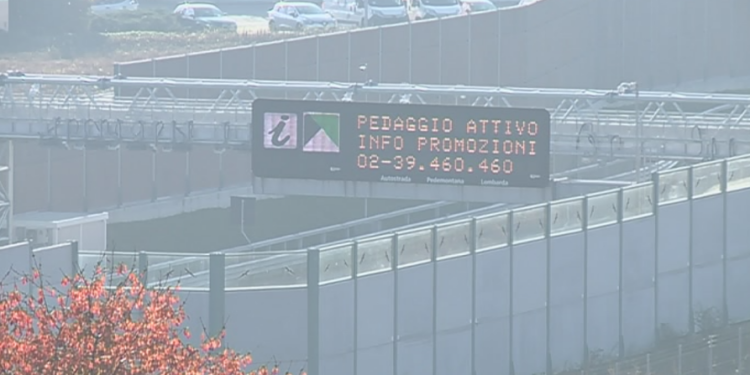 i
PEDAGGIO ATTIVO
INFO PROMOZIONI
02-39.460.460
Autostrada Pedemontana Lombarda